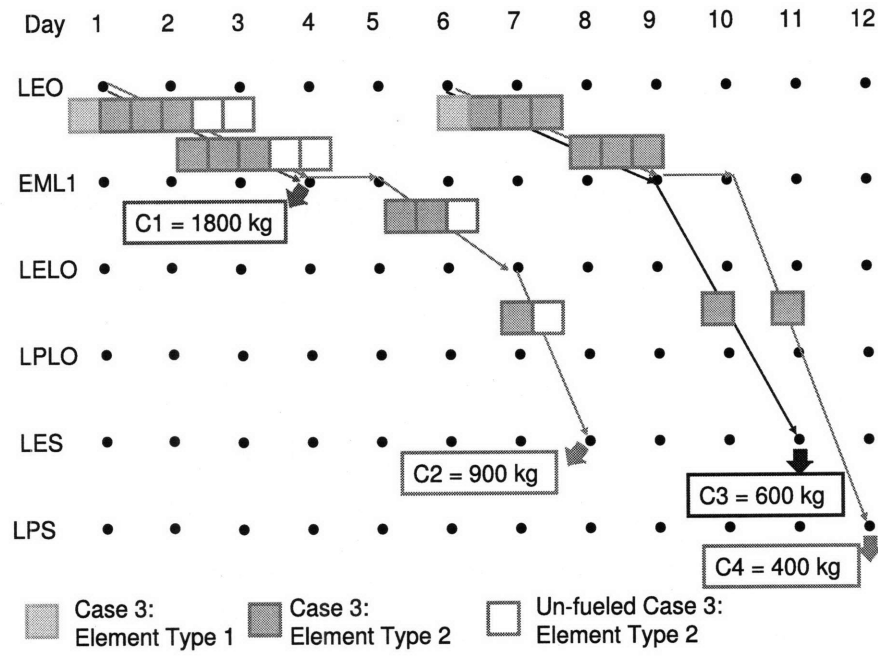 Day 1 2 3 4 5 6 7 8 9 10 11 12
LEO
EML1
C1 = 1800 kg
LELO
LPLO
LES
C2 = 900 kg
C3 = 600 kg
LPS
C4 = 400 kg
Case 3:
Element Type 1
Case 3:
Element Type 2
Un-fueled Case 3:
Element Type 2